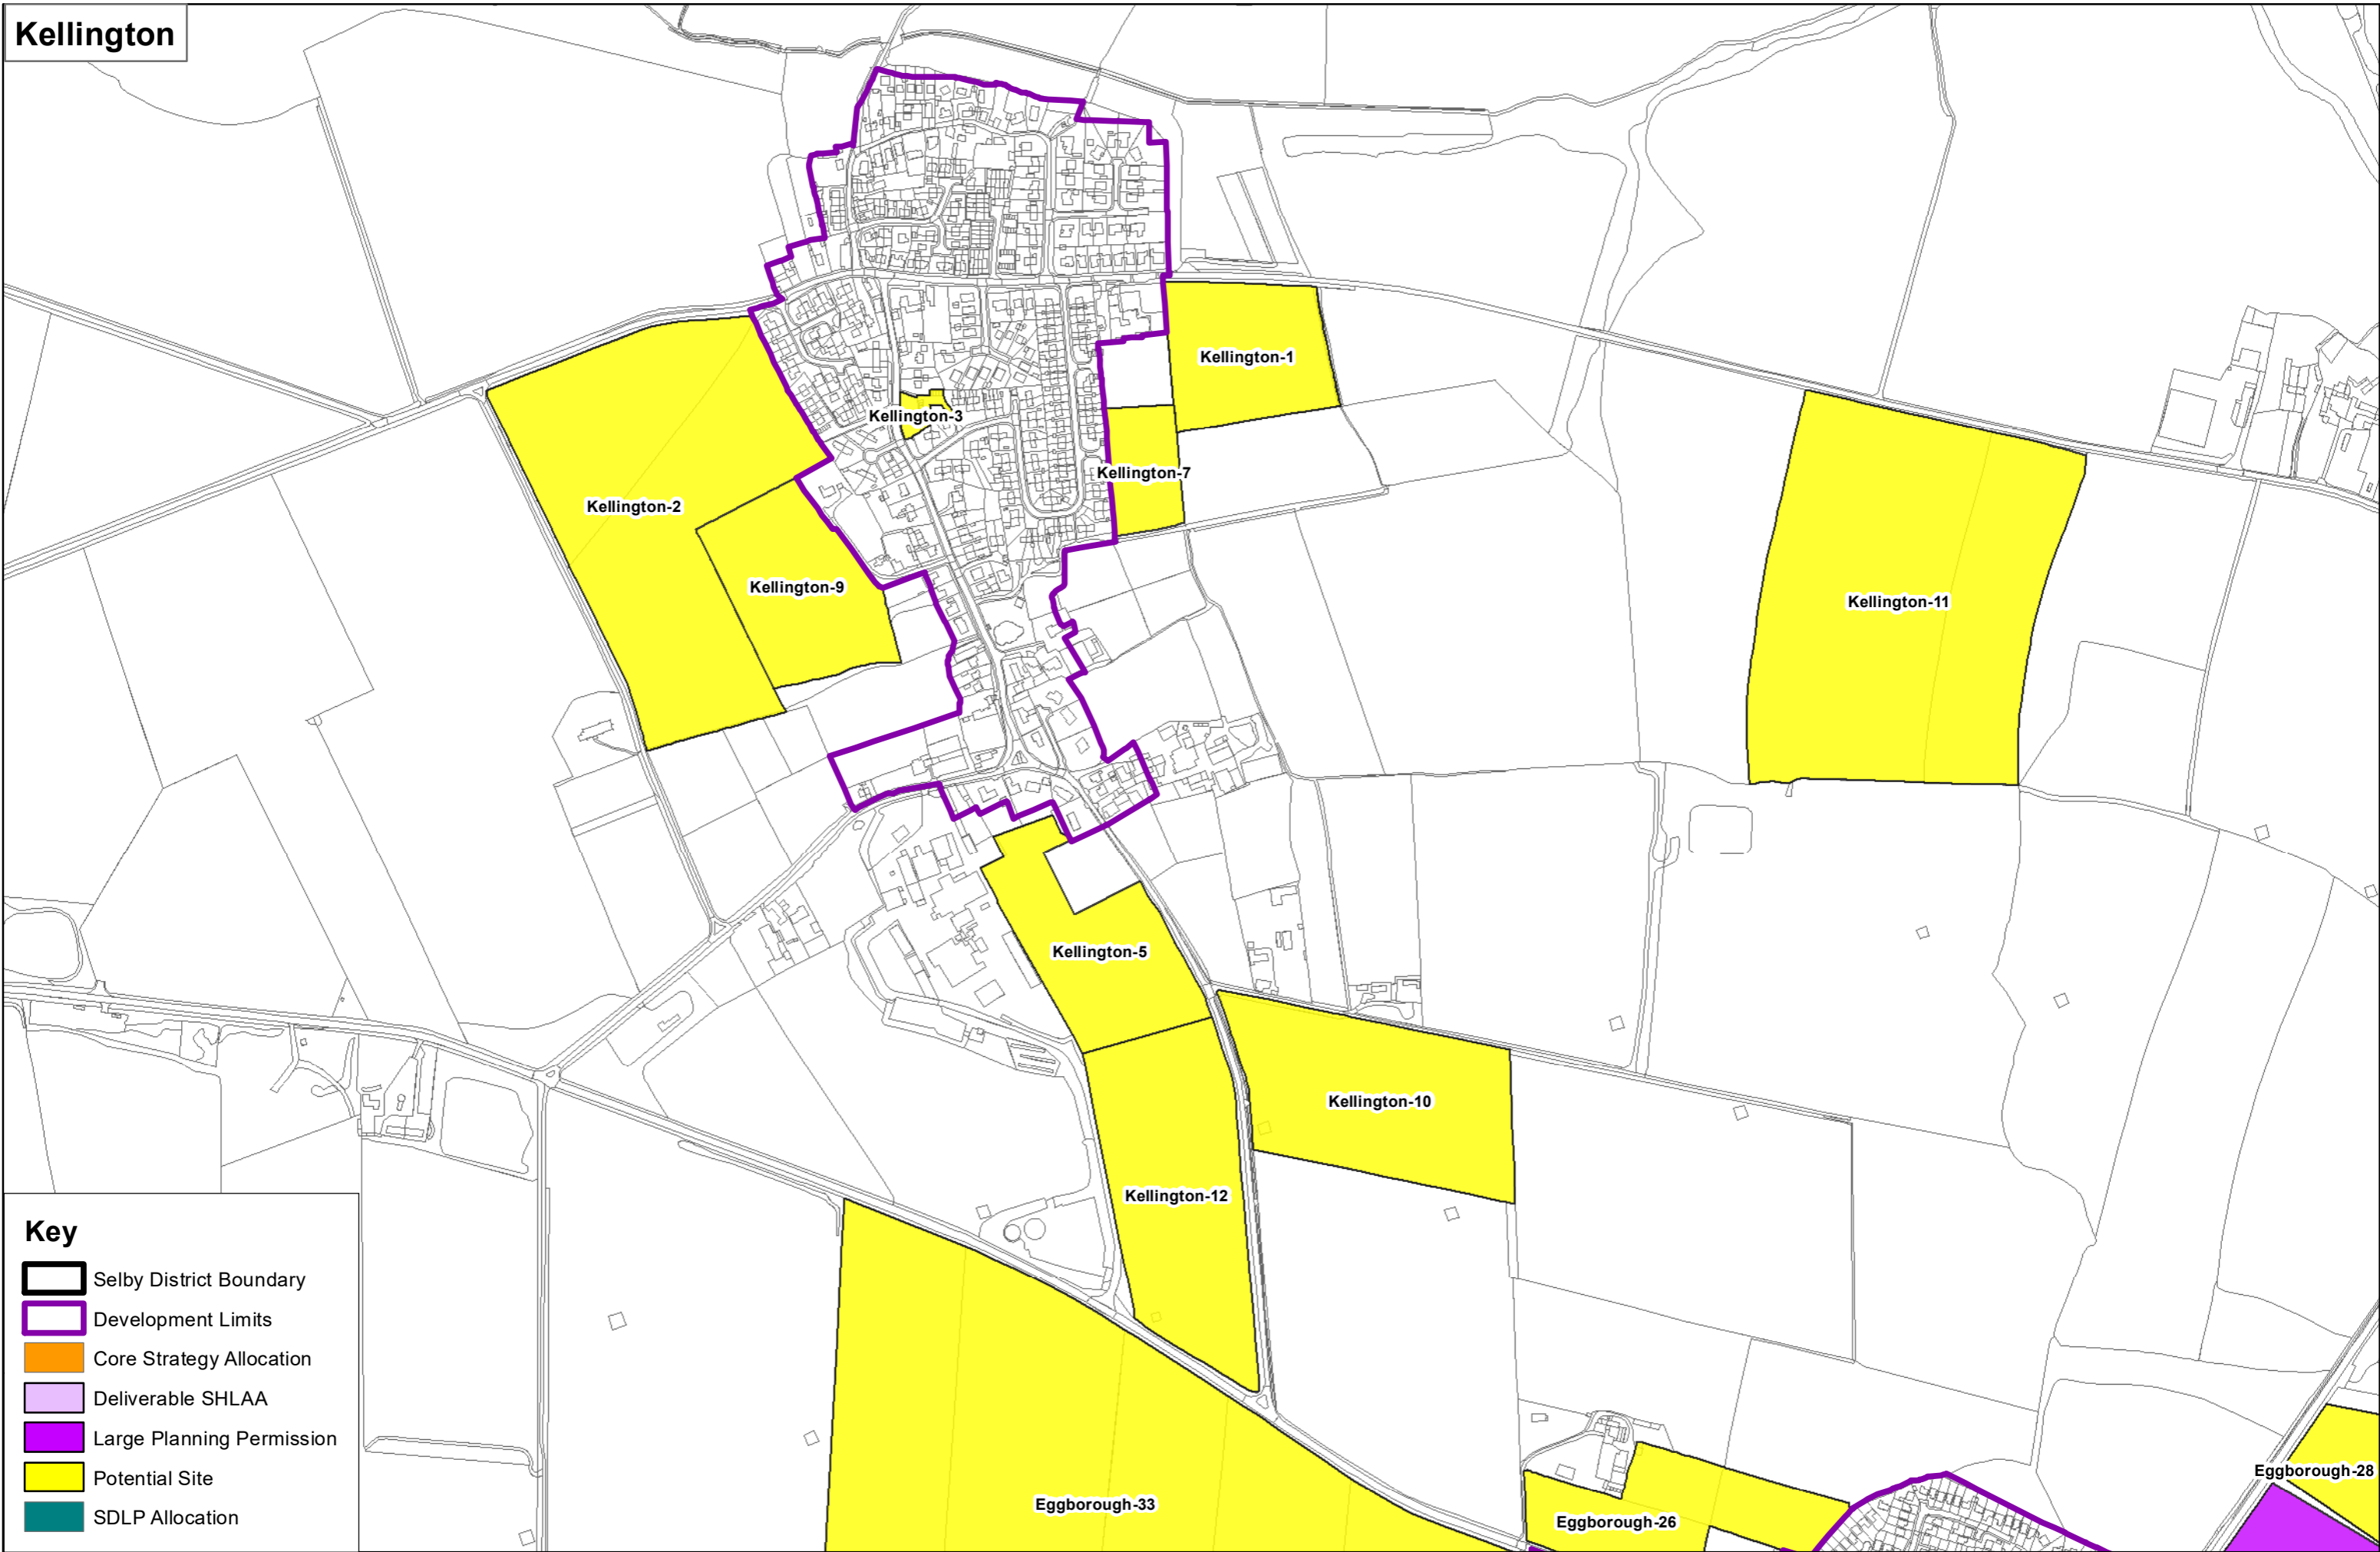 Kellington
Kellington-1
Kellington-3
Kellington-7
Kellington-2
Kellington-9
Kellington-11
Kellington-5
Kellington-10
Kellington-12
Key
Selby District Boundary
Development Limits
Core Strategy Allocation
Deliverable SHLAA
Large Planning Permission
Potential Site
SDLP Allocation
Eggborough-28
Eggborough-33
Eggborough-26